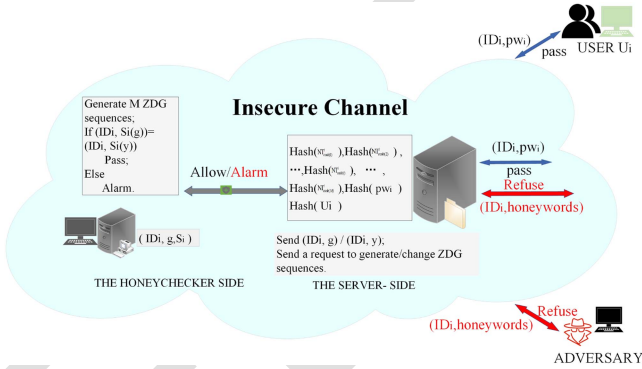 (IDi,pwi)
pass
USER Ui
Generate M ZDG
sequences;
If (IDi, Si(g))=
(IDi, Si(y))
Pass;
Else
Alarm.
Insecure Channel
Allow/Alarm
Hash( ),Hash( ) ,
…,Hash( ), … ,
Hash( ),Hash( pwi )
Hash( Ui )
(IDi,pwi)
pass
Refuse
(IDi,honeywords)
( IDi, g,Si )
Send (IDi, g) / (IDi, y);
Send a request to generate/change ZDG
sequences.
THE HONEYCHECKER SIDE
THE SERVER- SIDE
Refuse
(IDi,honeywords)
ADVERSARY